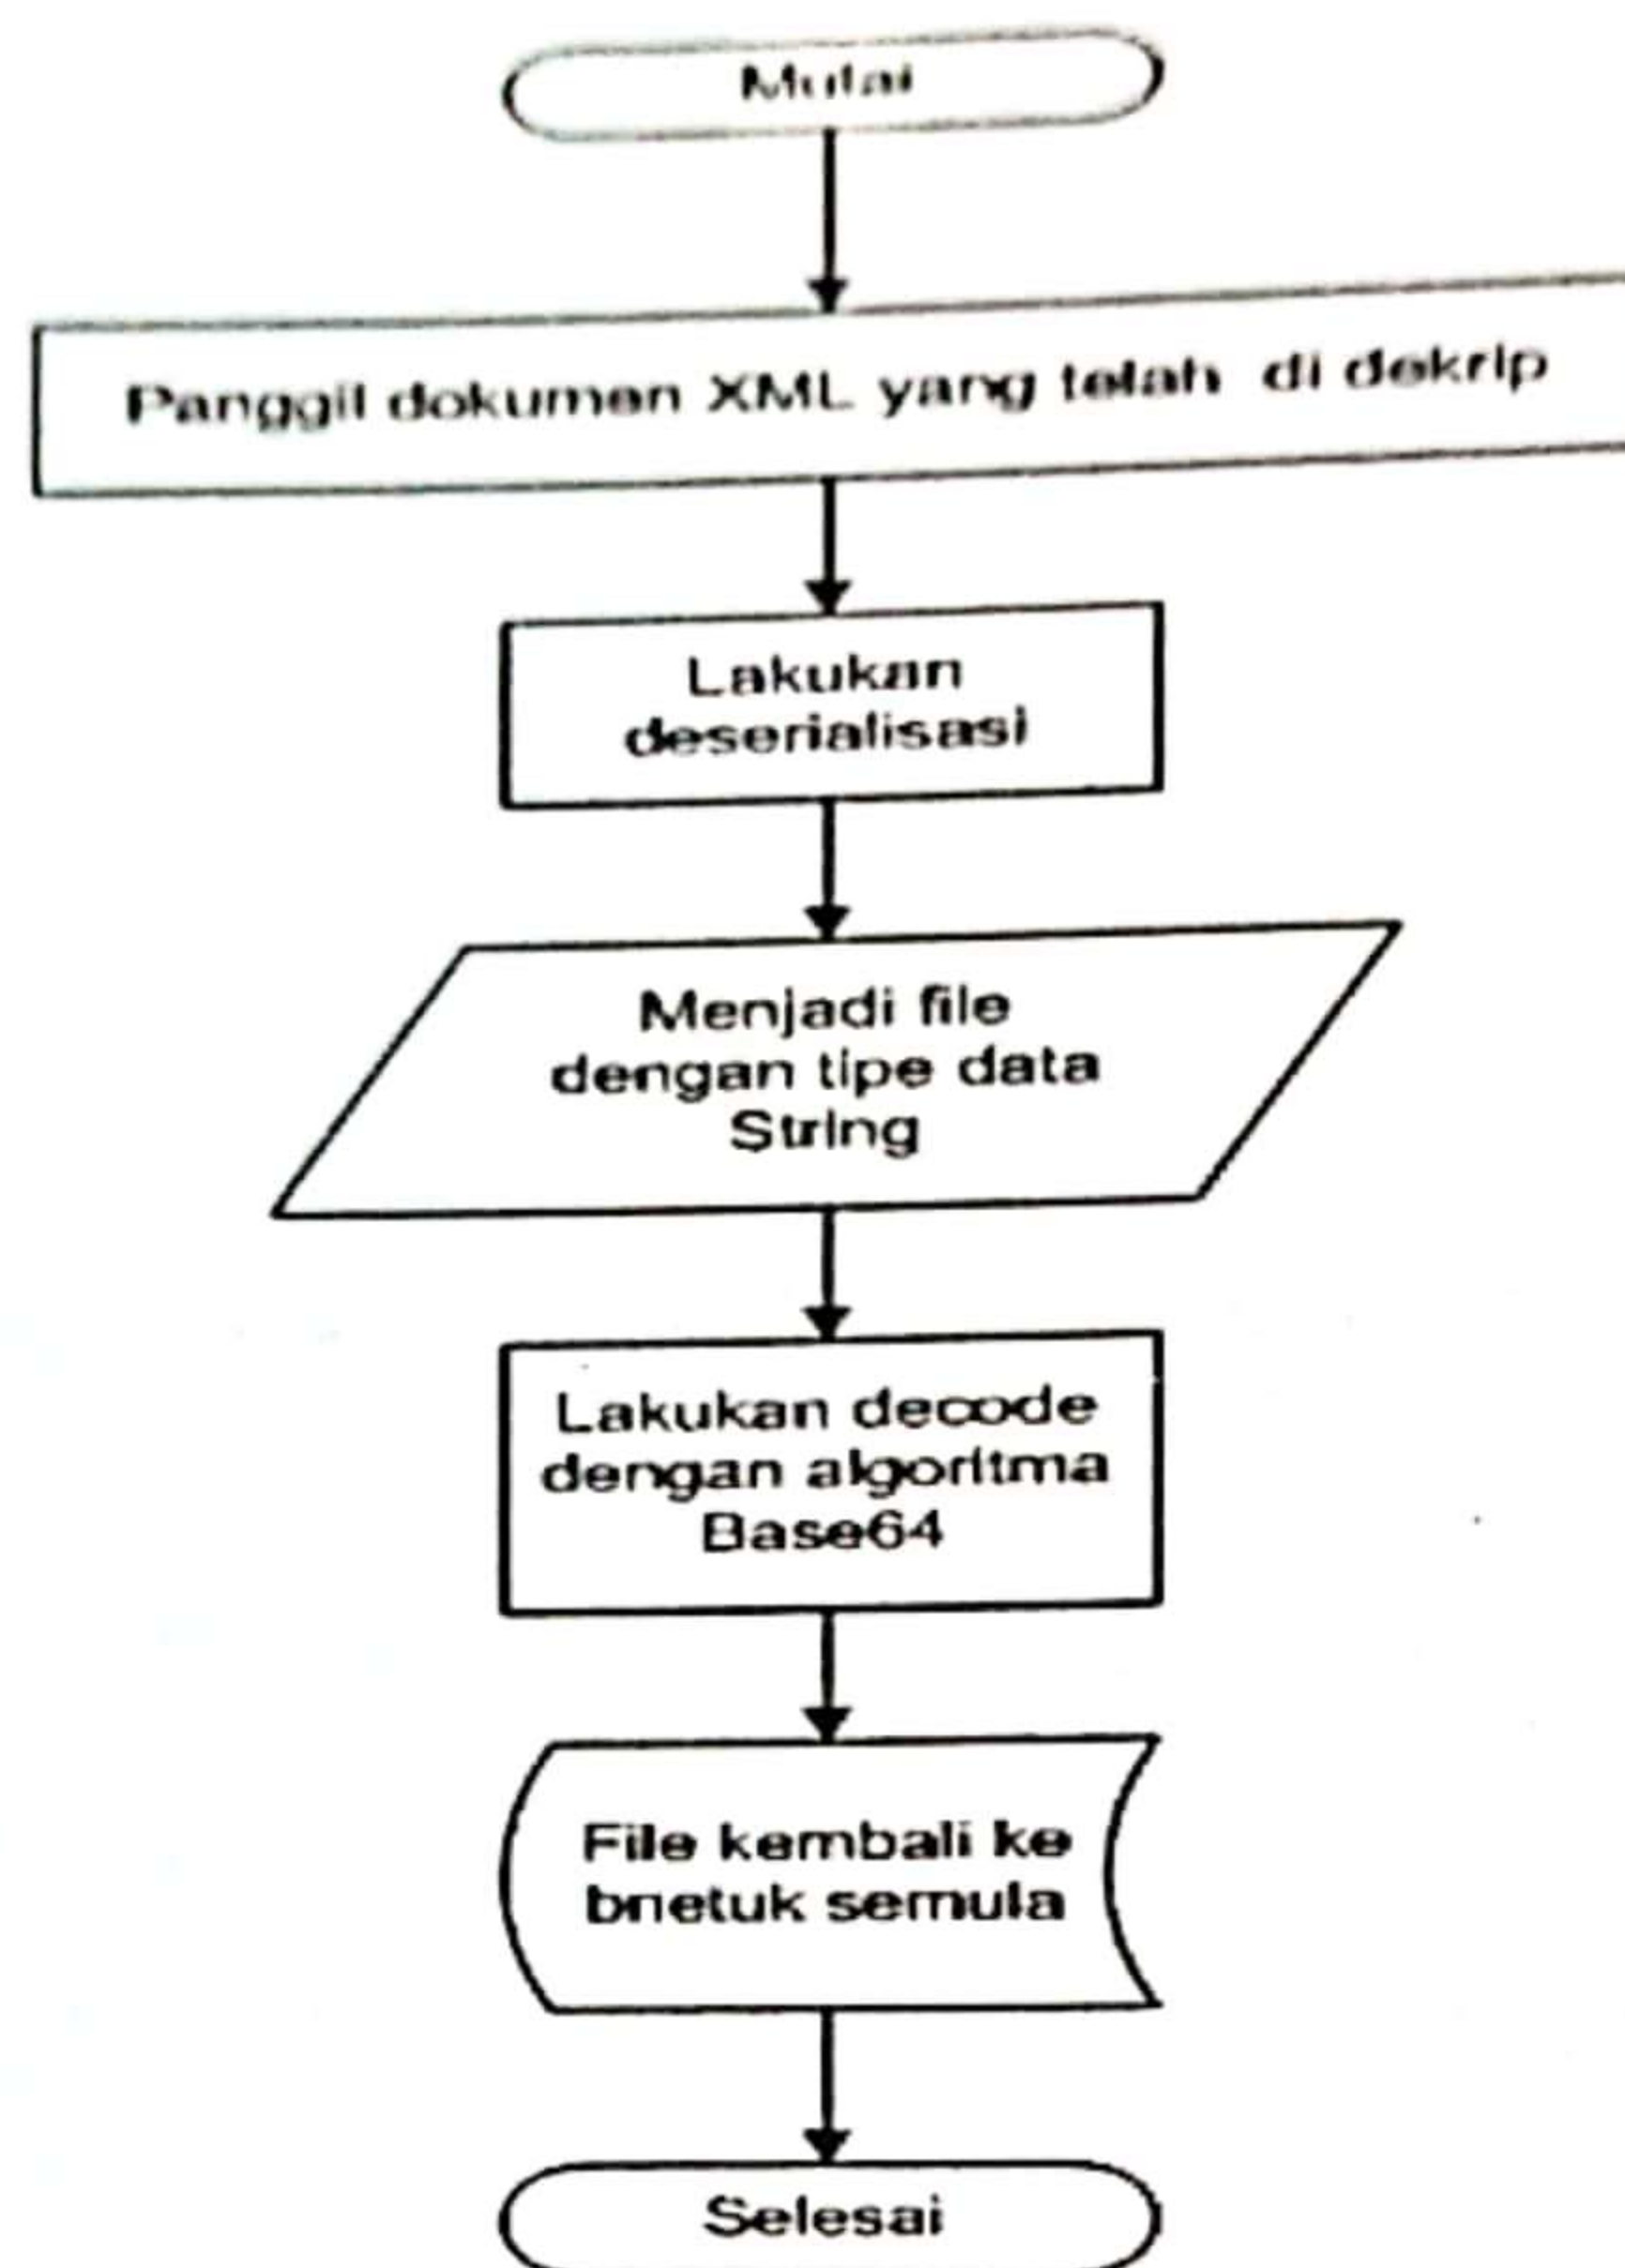 Mulai
Panggil dokumen XML yang telah di dekrip
Lakukan
deserialisasi
Menjadi file
dengan tipe data
String
Lakukan decode
dengan algoritma
Base64
File kembali ke
bnetuk semula
Selesai